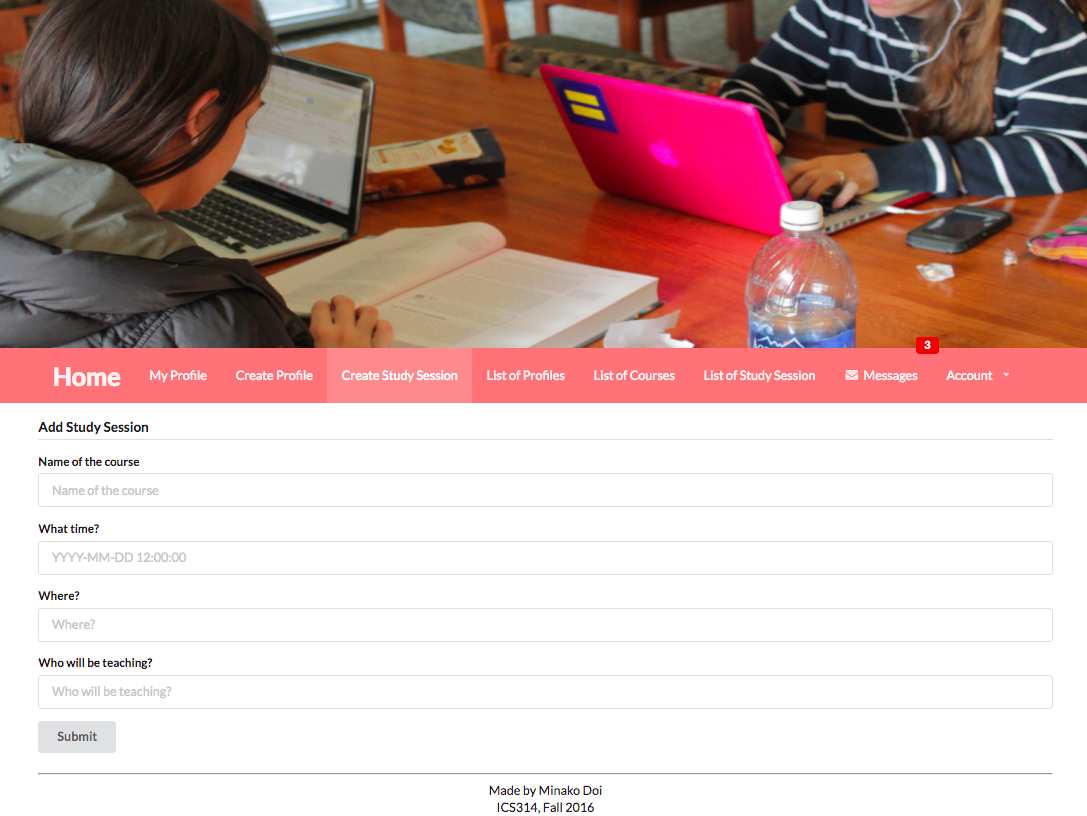 3
Home My Profile Create Profile Create Study Session List of Profiles List of Courses List of Study Session Messages Account
Add Study Session
Name of the course
Name of the course
What time?
YYYY-MM-DD 12:00:00
Where?
Where?
Who will be teaching?
Who will be teaching?
Submit
Made by Minako Doi
ICS314, Fall 2016